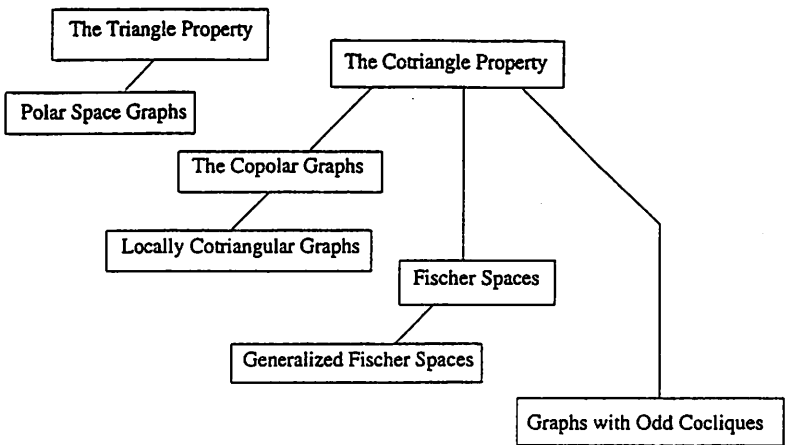 The Triangle Property
The Cotriangle Property
Polar Space Graphs
The Copolar Graphs
Locally Cotriangular Graphs
Fischer Spaces
Generalized Fischer Spaces
Graphs with Odd Cocliques